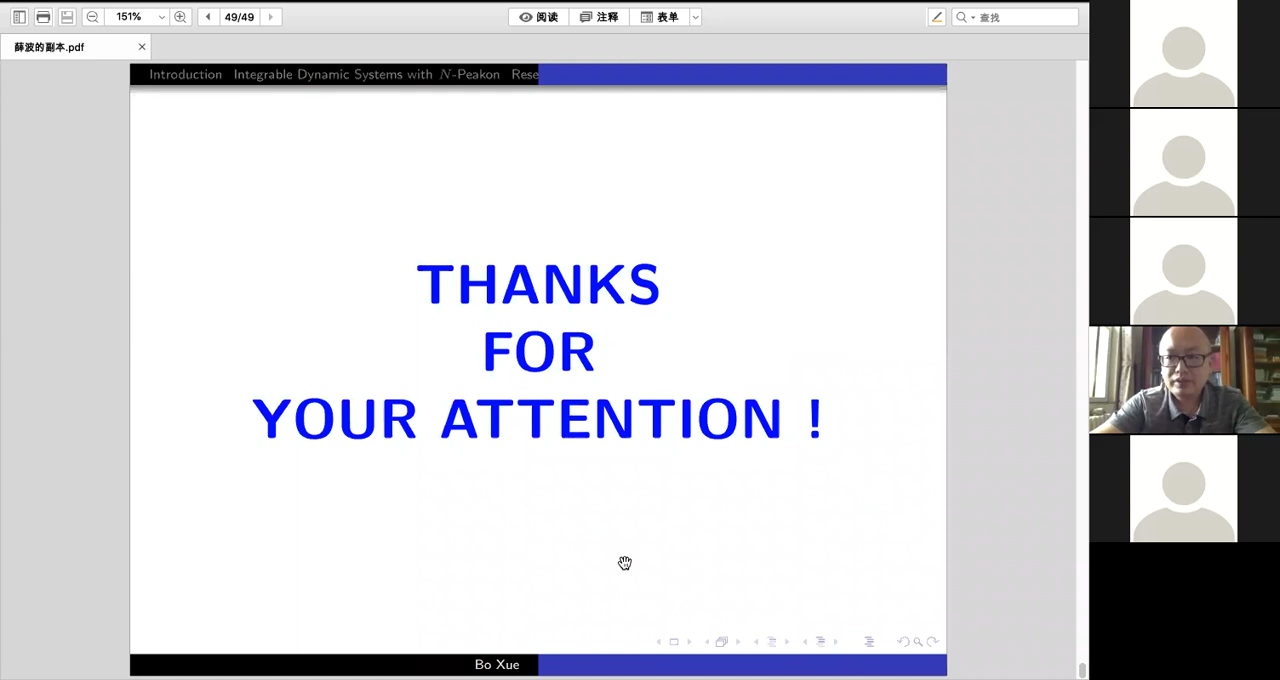 151%
49/49
阅读
注释
表单
查找
薛波的副本.pdf
Introduction Integrable Dynamic Systems with N-Peakon Rese
THANKS
FOR
YOUR ATTENTION !
Bo Xue